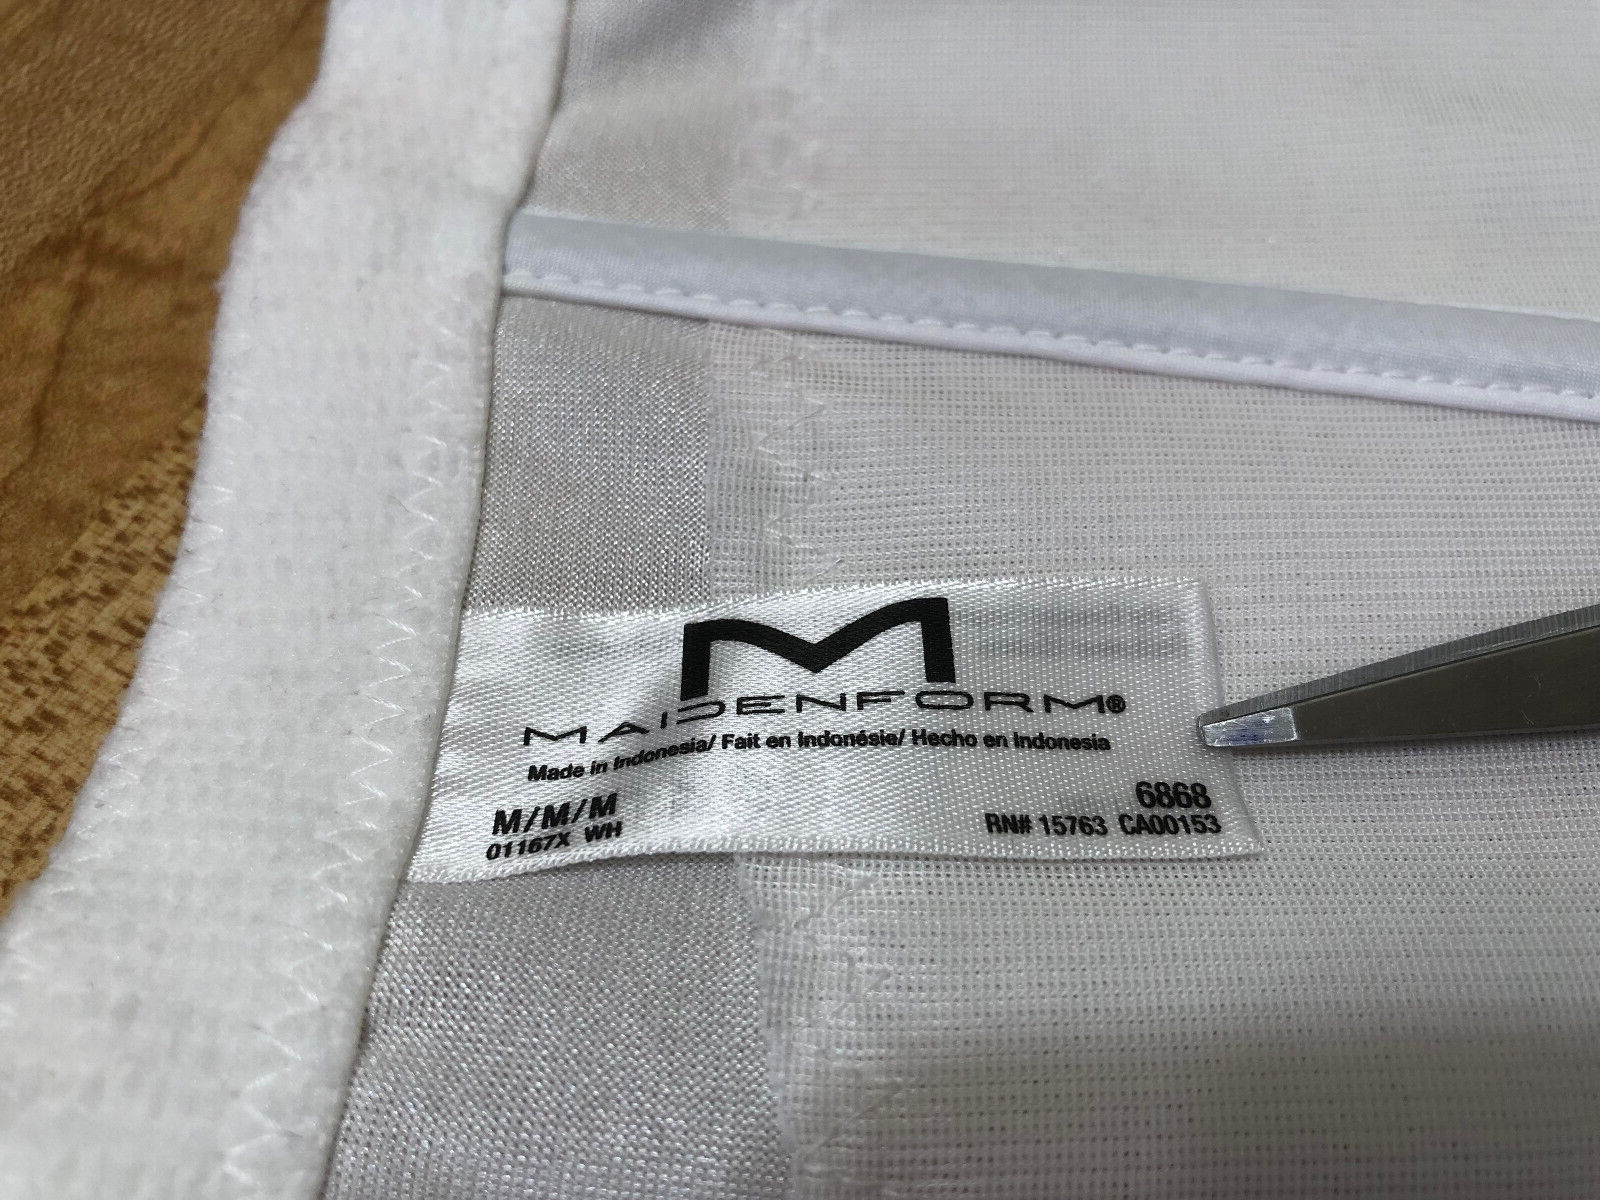 M
MAIDENFORM®
Made in Indonesia/ Fait en Indonésie/ Hecho en Indonesia
M/M/M
01167X WH
6868
RN# 15763 CA00153